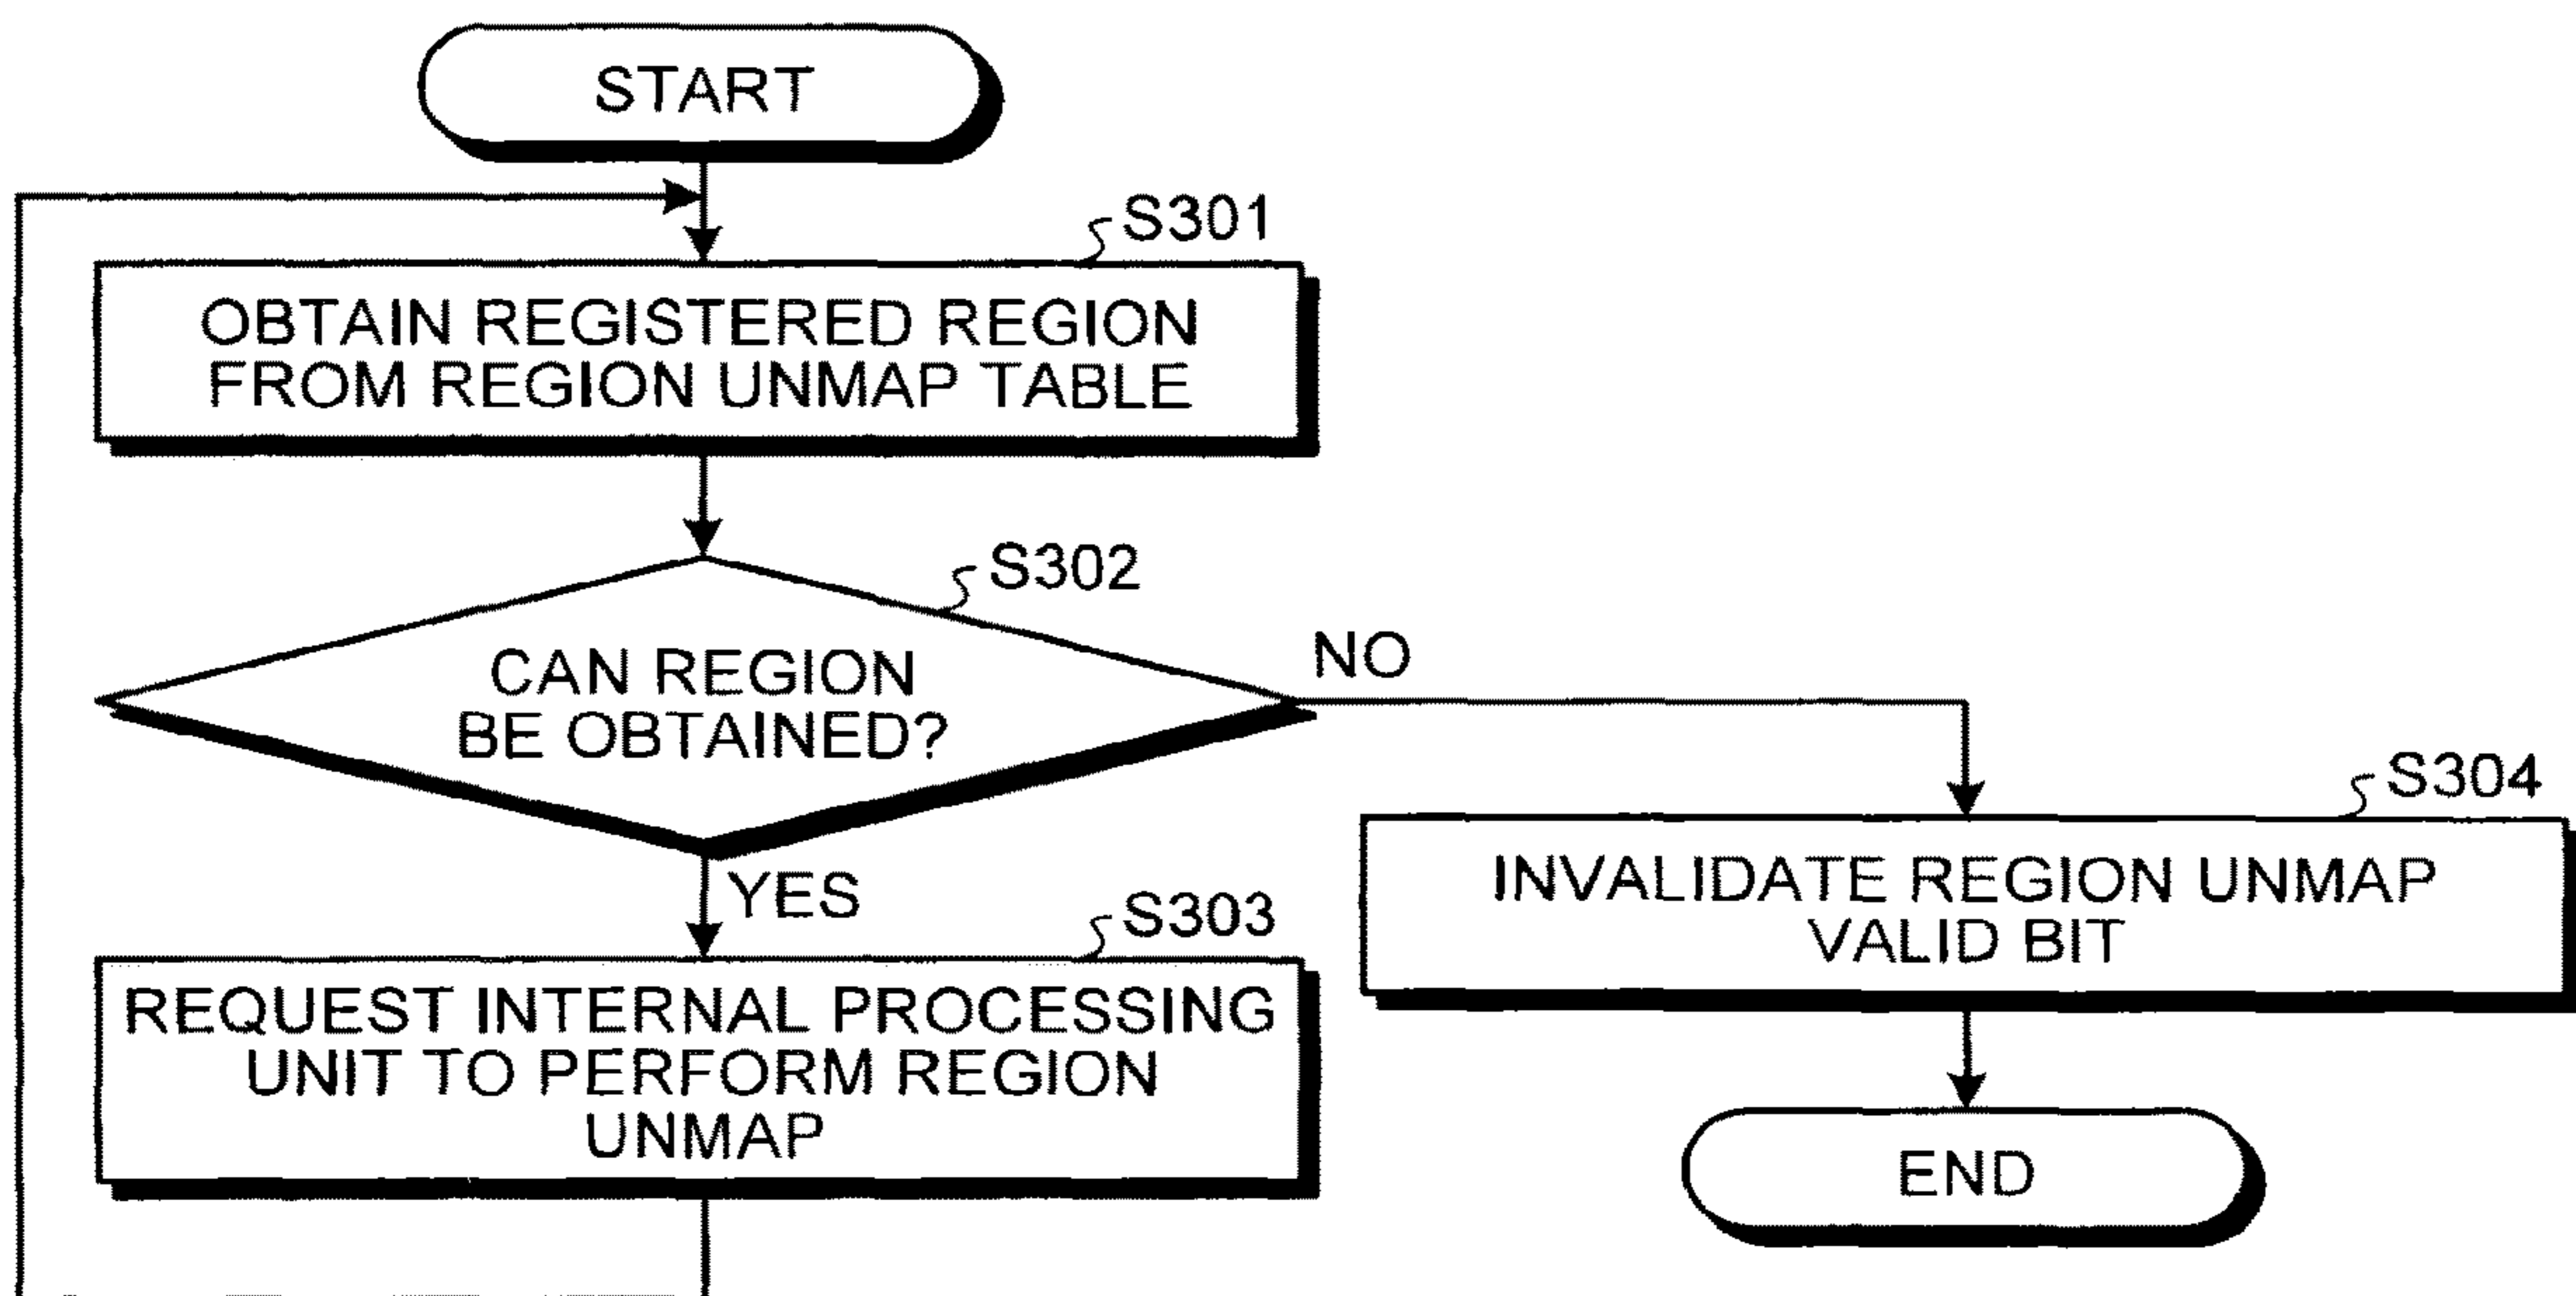 START
S301
OBTAIN REGISTERED REGION
FROM REGION UNMAP TABLE
S302
CAN REGION
BE OBTAINED?
NO
YES
S303
REQUEST INTERNAL PROCESSING
UNIT TO PERFORM REGION
UNMAP
S304
INVALIDATE REGION UNMAP
VALID BIT
END